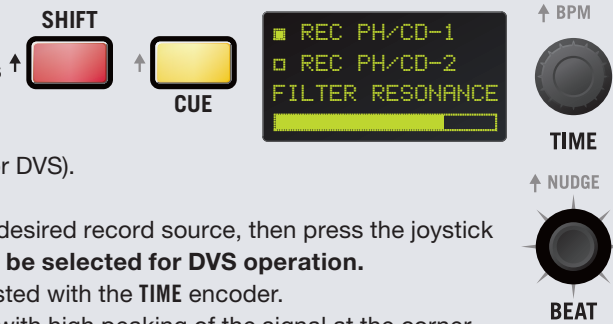 SHIFT
CUE
REC PH/CD-1
REC PH/CD-2
FILTER RESONANCE
BPM
TIME
NUDGE
BEAT
r DVS).
desired record source, then press the joystick
be selected for DVS operation.
sted with the TIME encoder.
with high peaking of the signal at the corner